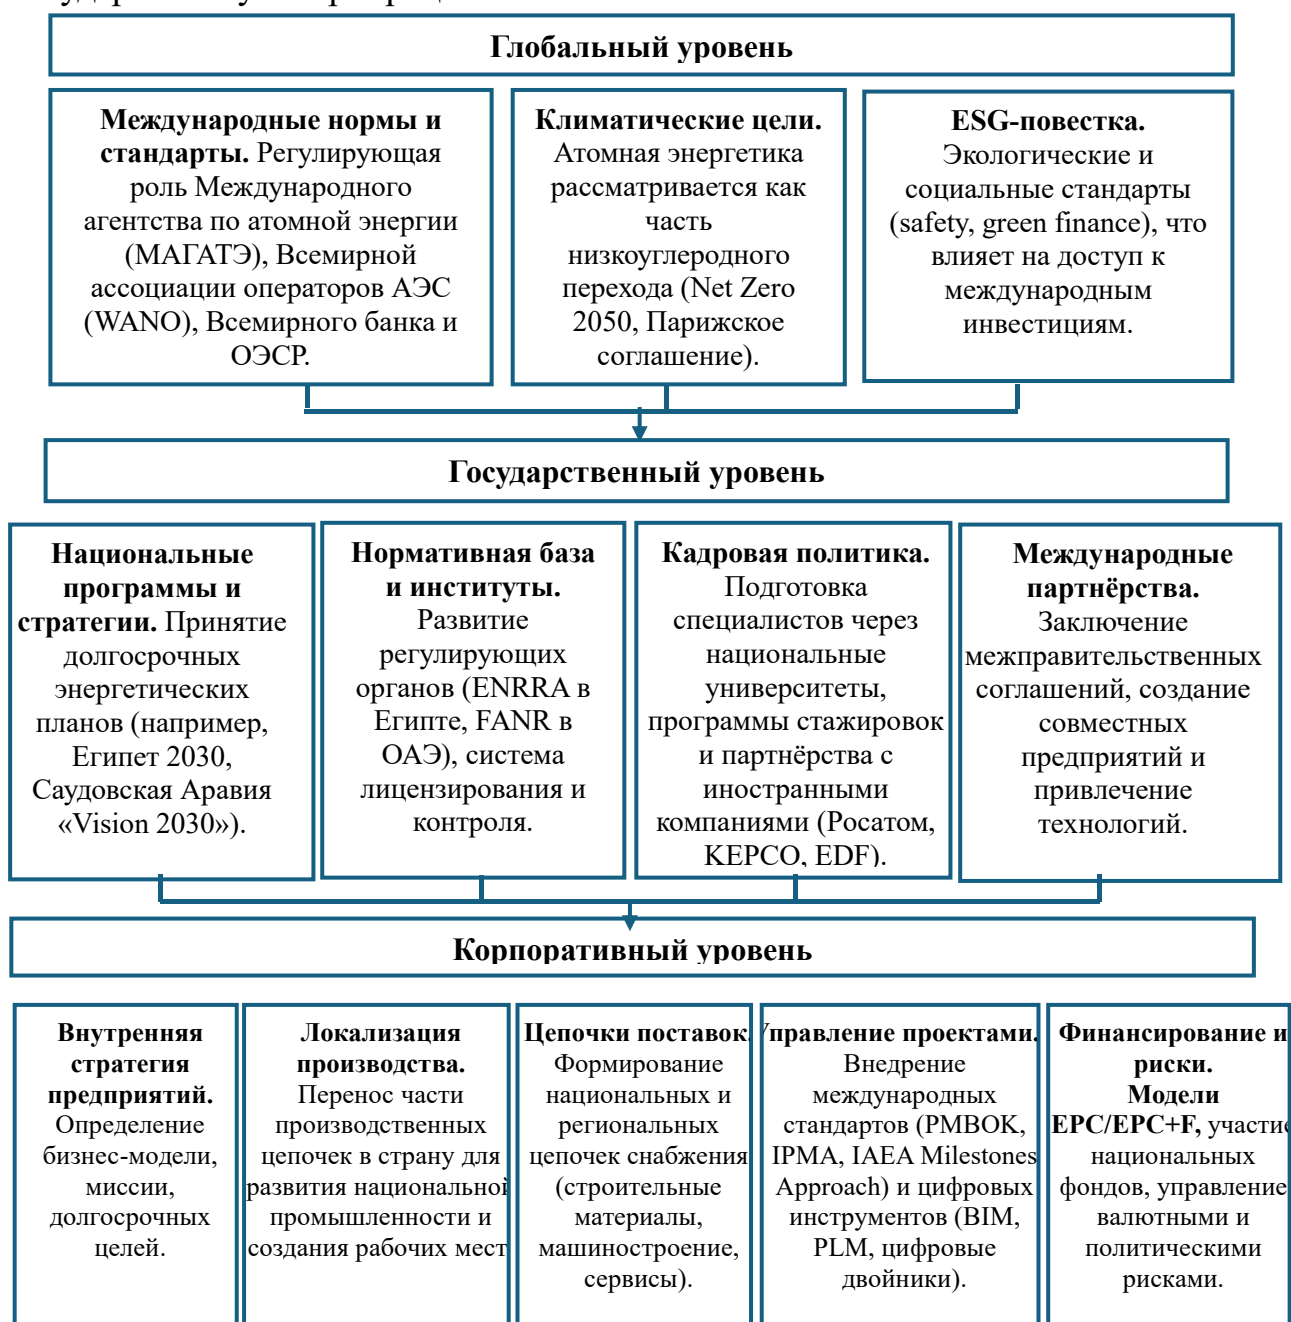 Глобальный уровень
Международные нормы и
стандарты. Регулирующая
роль Международного
агентства по атомной энергии
(МАГАТЭ), Всемирной
ассоциации операторов АЭС
(WANO), Всемирного банка и
ОЭСР.
Климатические цели.
Атомная энергетика
рассматривается как
часть
низкоуглеродного
перехода (Net Zero
2050, Парижское
соглашение).
ESG-повестка.
Экологические и
социальные стандарты
(safety, green finance), что
влияет на доступ к
международным
инвестициям.
Государственный уровень
Национальные
программы и
стратегии. Принятие
долгосрочных
энергетических
планов (например,
Египет 2030,
Саудовская Аравия
«Vision 2030»).
Нормативная база
и институты.
Развитие
регулирующих
органов (ENRRA в
Египте, FANR в
ОАЭ), система
лицензирования и
контроля.
Кадровая политика.
Подготовка
специалистов через
национальные
университеты,
программы стажировок
и партнёрства с
иностранными
компаниями (Росатом,
KEPCO, EDF).
Международные
партнёрства.
Заключение
межправительственных
соглашений, создание
совместных
предприятий и
привлечение
технологий.
Корпоративный уровень
Внутренняя
стратегия
предприятий.
Определение
бизнес-модели,
миссии,
долгосрочных
целей.
Локализация
производства.
Перенос части
производственных
цепочек в страну для
развития национальной
промышленности и
создания рабочих мест
Цепочки поставок.
Формирование
национальных и
региональных
цепочек снабжения
(строительные
материалы,
машиностроение,
сервисы).
Управление проектами.
Внедрение
международных
стандартов (PMBOK,
IPMA, IAEA Milestones
Approach) и цифровых
инструментов (BIM,
PLM, цифровые
двойники).
Финансирование и
риски.
Модели
EPC/EPC+F, участие
национальных
фондов, управление
валютными и
политическими
рисками.